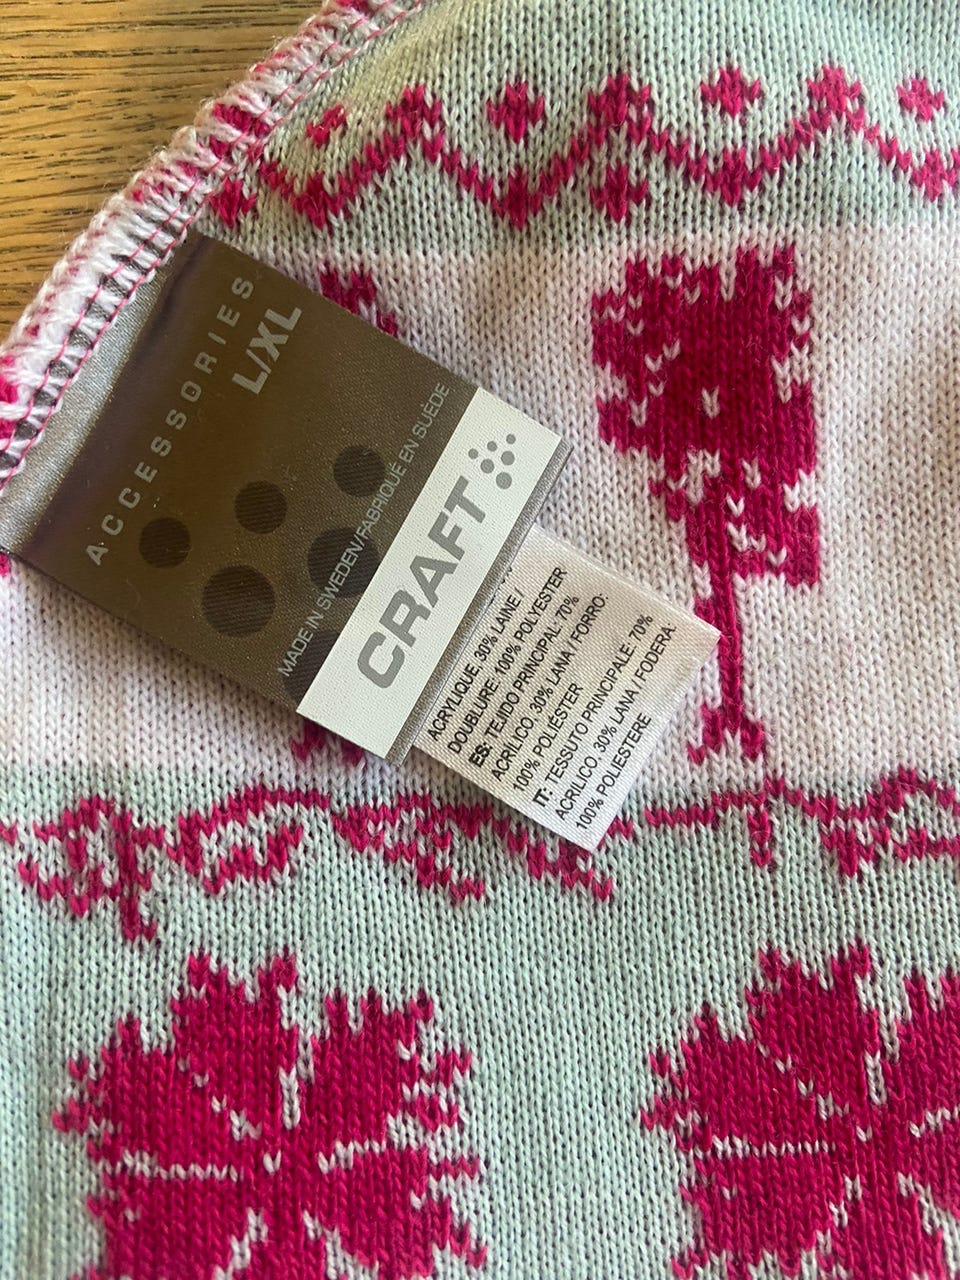 ACCESSORIES
L/XL
MADE IN SWEDEN/FABRIQUE EN SUÈDE
CRAFT
ACRYLIQUE, 30% LAINE /
DOUBLURE: 100% POLYESTER
ES: TEJIDO PRINCIPAL: 70%
ACRÍLICO, 30% LANA / FORRO:
100% POLIÉSTER
IT: TESSUTO PRINCIPALE: 70%
ACRILICO, 30% LANA / FODERA:
100% POLIESTERE